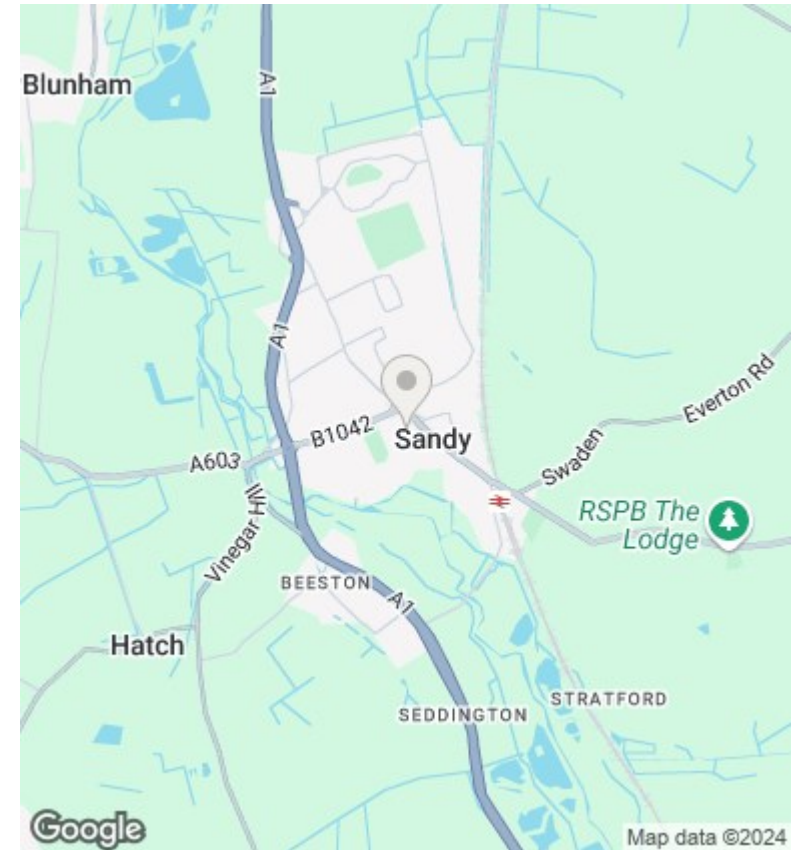 Blunham
A1
A1
Everton Rd
B1042
Sandy
A603
Swaden
RSPB The
Lodge
Vinegar Hill
BEESTON
A1
Hatch
STRATFORD
SEDDINGTON
Google
Map data ©2024